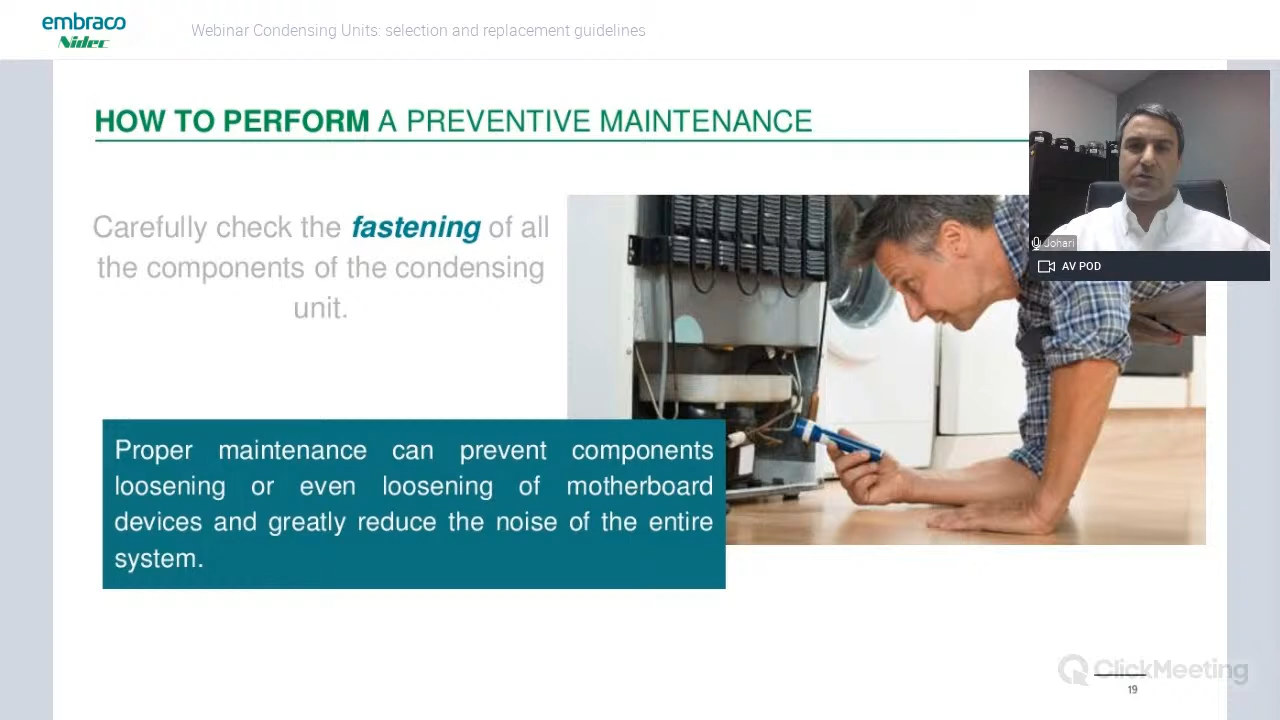 embraco
Nidec
Webinar Condensing Units: selection and replacement guidelines
HOW TO PERFORM A PREVENTIVE MAINTENANCE
Carefully check the fastening of all
the components of the condensing
unit.
Johari
AV POD
Proper maintenance can prevent components
loosening or even loosening of motherboard
devices and greatly reduce the noise of the entire
system.
ClickMeeting
19